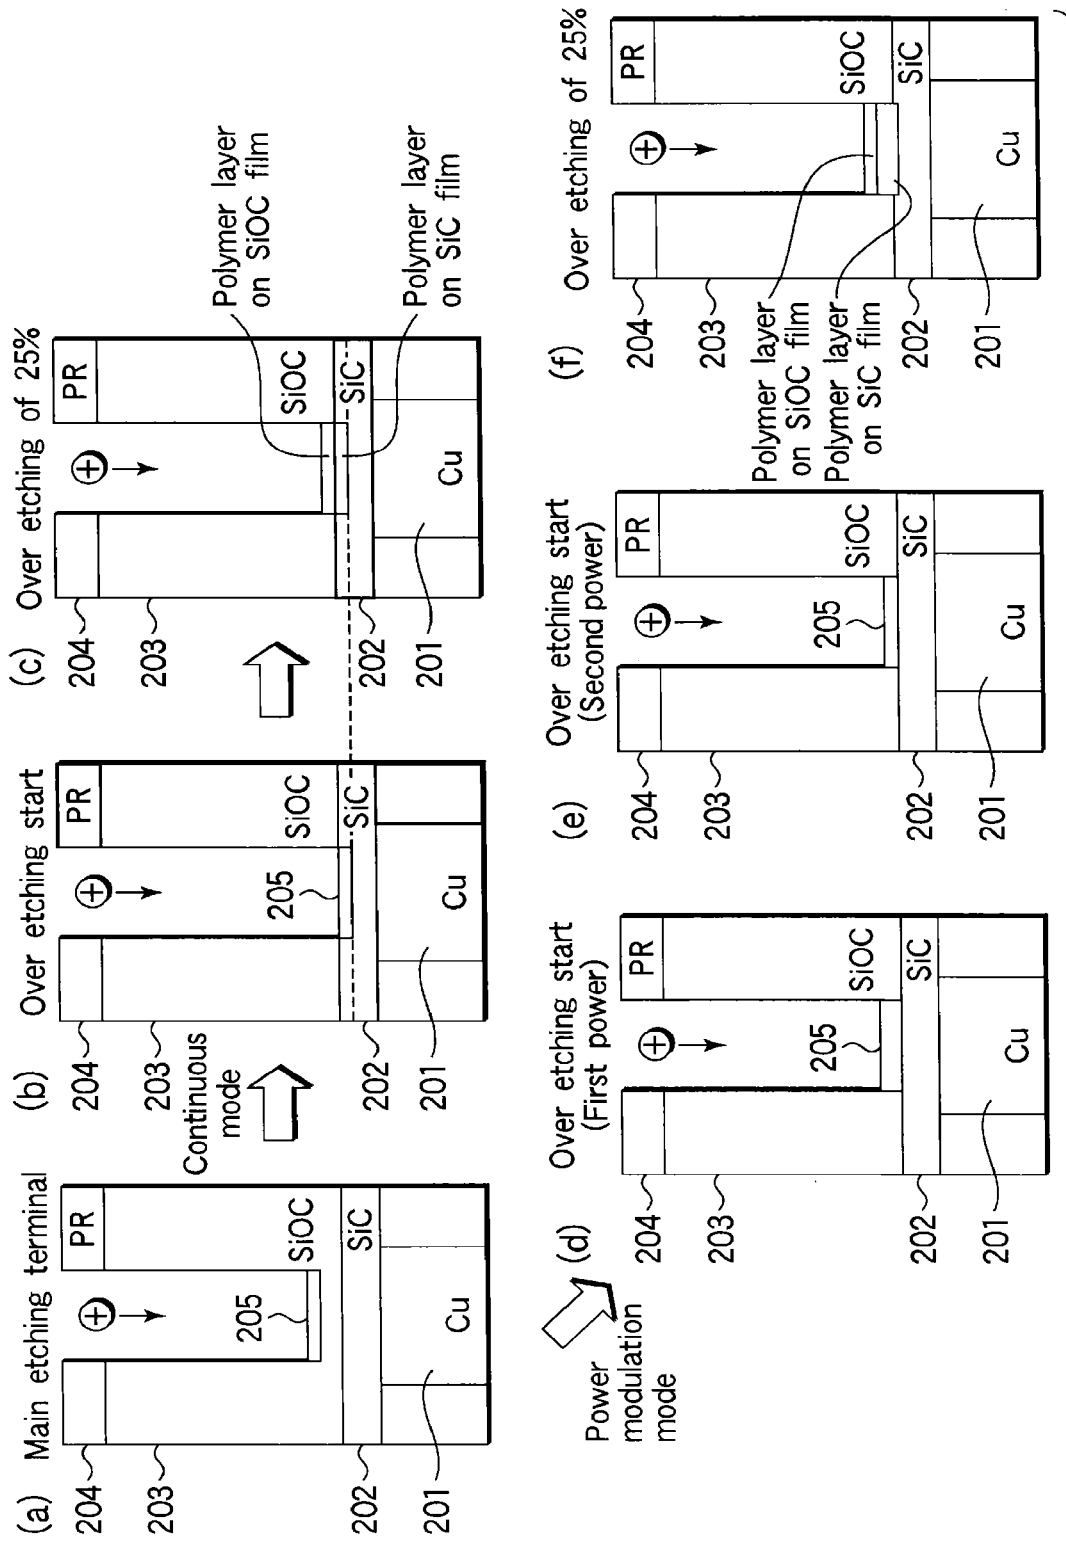 (a) Main etching terminal
204
203
202
201
PR
SiOC
SiC
Cu
205
Continuous
mode
(b) Over etching start
204
203
202
201
PR
SiOC
SiC
Cu
205
(c) Over etching of 25%
204
203
202
201
PR
SiOC
SiC
Cu
Polymer layer
on SiOC film
Polymer layer
on SiC film
Power
modulation
mode
(d) Over etching start
(First power)
204
203
202
201
PR
SiOC
SiC
Cu
205
(e) Over etching start
(Second power)
204
203
202
201
PR
SiOC
SiC
Cu
205
(f) Over etching of 25%
204
203
Polymer layer
on SiOC film
Polymer layer
on SiC film
202
201
PR
SiOC
SiC
Cu